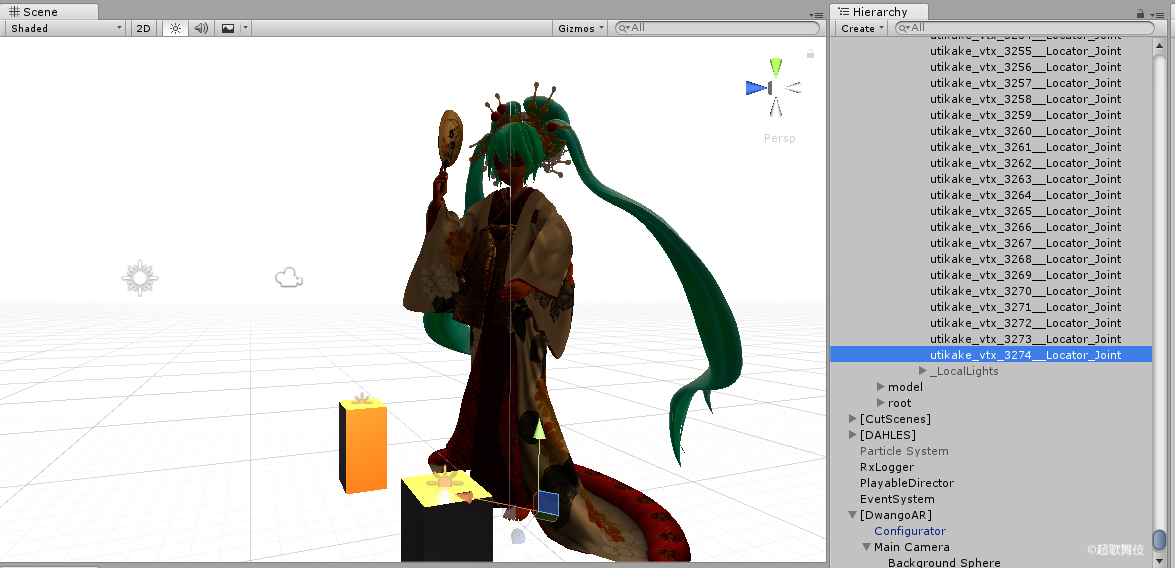 Scene
Shaded
2D
Gizmos
All
Persp
Hierarchy
Create
All
utikake_vtx_3255__Locator_Joint
utikake_vtx_3256__Locator_Joint
utikake_vtx_3257__Locator_Joint
utikake_vtx_3258__Locator_Joint
utikake_vtx_3259__Locator_Joint
utikake_vtx_3260__Locator_Joint
utikake_vtx_3261__Locator_Joint
utikake_vtx_3262__Locator_Joint
utikake_vtx_3263__Locator_Joint
utikake_vtx_3264__Locator_Joint
utikake_vtx_3265__Locator_Joint
utikake_vtx_3266__Locator_Joint
utikake_vtx_3267__Locator_Joint
utikake_vtx_3268__Locator_Joint
utikake_vtx_3269__Locator_Joint
utikake_vtx_3270__Locator_Joint
utikake_vtx_3271__Locator_Joint
utikake_vtx_3272__Locator_Joint
utikake_vtx_3273__Locator_Joint
utikake_vtx_3274__Locator_Joint
_LocalLights
model
root
[CutScenes]
[DAHLES]
Particle System
RxLogger
PlayableDirector
EventSystem
[DwangoAR]
Configurator
Main Camera
Background Sphere
©超歌舞伎